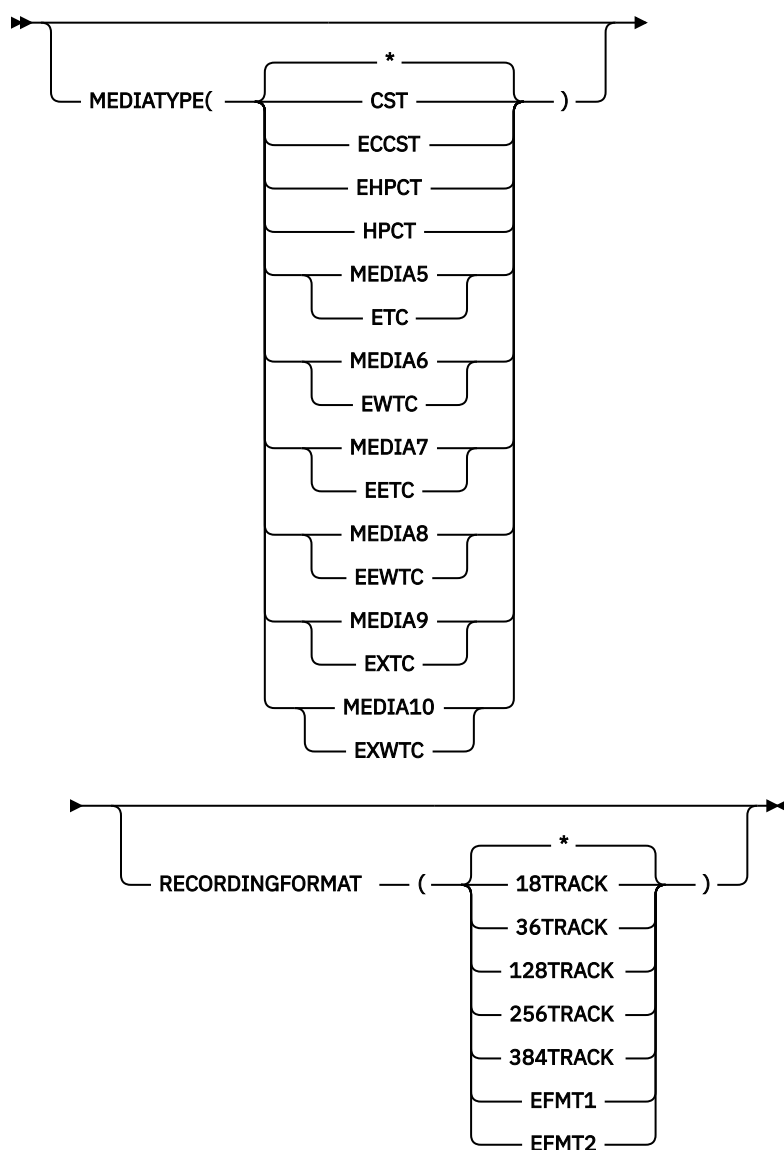 *
MEDIATYPE( CST )
ECCST
EHPCT
HPCT
MEDIA5
ETC
MEDIA6
EWTC
MEDIA7
EETC
MEDIA8
EEWTC
MEDIA9
EXTC
MEDIA10
EXWTC
*
RECORDINGFORMAT ( 18TRACK )
36TRACK
128TRACK
256TRACK
384TRACK
EFMT1
EFMT2